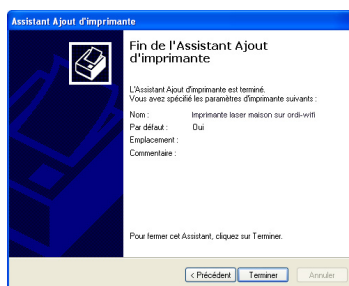 Assistant Ajout d'imprimante
Fin de l'Assistant Ajout
d'imprimante
L'Assistant Ajout d'imprimante est terminé.
Vous avez spécifié les paramètres d'imprimante suivants :
Nom : Imprimante laser maison sur ordi-wifi
Par défaut : Oui
Emplacement :
Commentaire :
Pour fermer cet Assistant, cliquez sur Terminer.
< Précédent Terminer Annuler